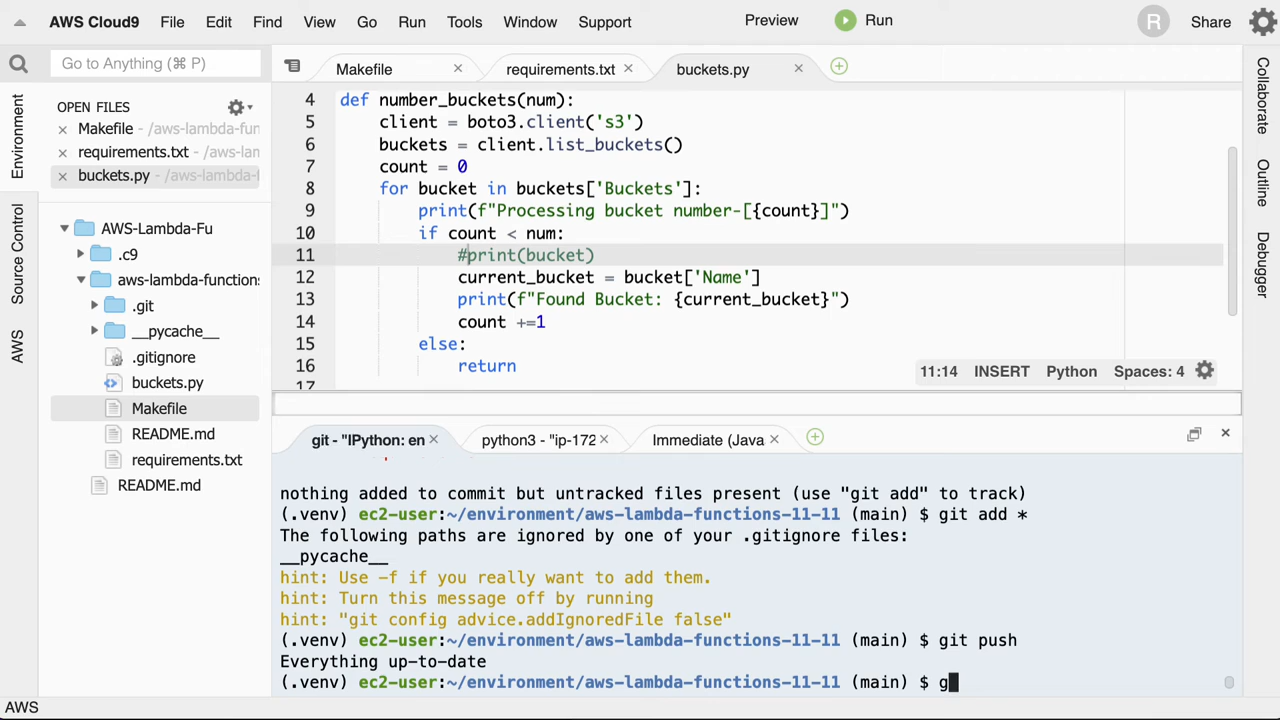 AWS Cloud9 File Edit Find View Go Run Tools Window Support Preview Run R Share
Go to Anything (⌘ P)
Makefile requirements.txt buckets.py
Environment
Source Control
AWS
OPEN FILES
Makefile - /aws-lambda-fun
requirements.txt - /aws-lam
buckets.py - /aws-lambda-
AWS-Lambda-Fu
.c9
aws-lambda-functions
.git
__pycache__
.gitignore
buckets.py
Makefile
README.md
requirements.txt
README.md
4 def number_buckets(num):
5 client = boto3.client('s3')
6 buckets = client.list_buckets()
7 count = 0
8 for bucket in buckets['Buckets']:
9 print(f"Processing bucket number-[{count}]")
10 if count < num:
11 #print(bucket)
12 current_bucket = bucket['Name']
13 print(f"Found Bucket: {current_bucket}")
14 count +=1
15 else:
16 return
17
11:14 INSERT Python Spaces: 4
Collaborate
Outline
Debugger
git - "IPython: en python3 - "ip-172 Immediate (Java
nothing added to commit but untracked files present (use "git add" to track)
(.venv) ec2-user:~/environment/aws-lambda-functions-11-11 (main) $ git add *
The following paths are ignored by one of your .gitignore files:
__pycache__
hint: Use -f if you really want to add them.
hint: Turn this message off by running
hint: "git config advice.addIgnoredFile false"
(.venv) ec2-user:~/environment/aws-lambda-functions-11-11 (main) $ git push
Everything up-to-date
(.venv) ec2-user:~/environment/aws-lambda-functions-11-11 (main) $ g
AWS